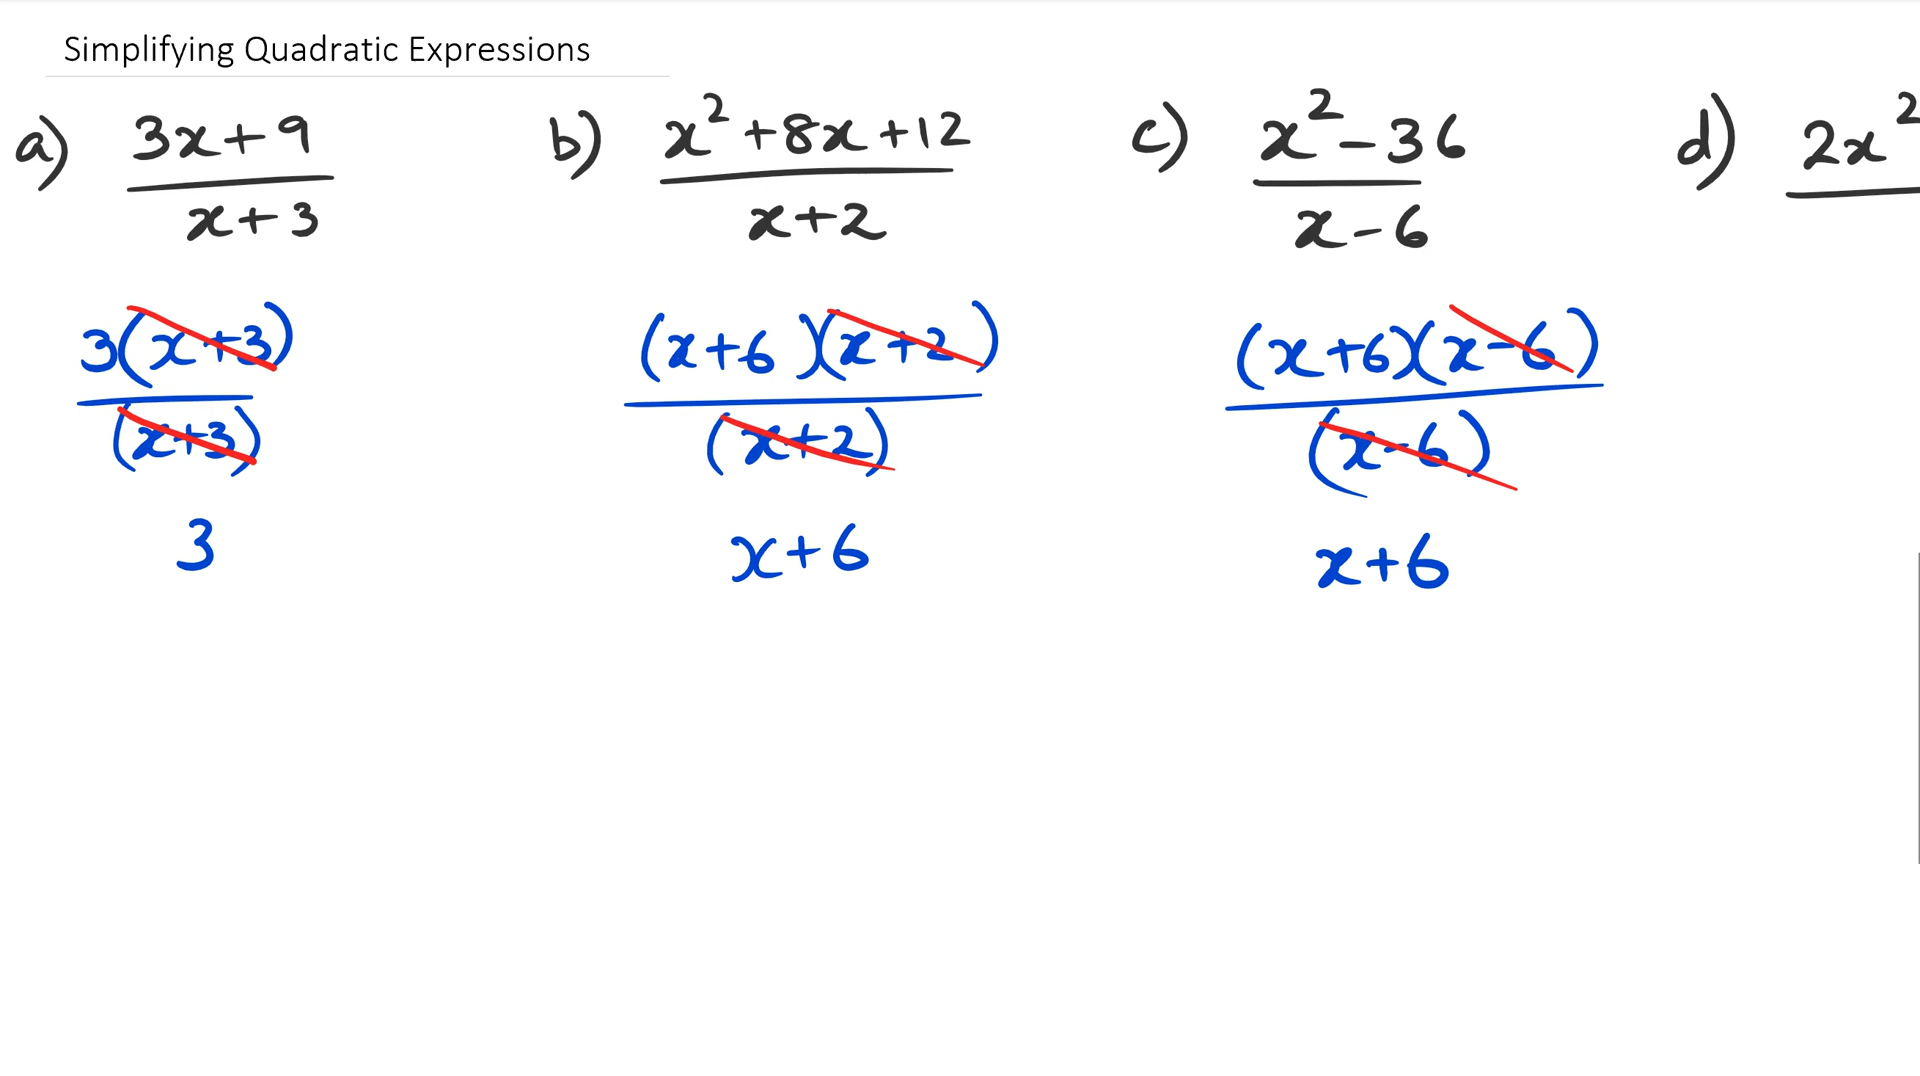 Simplifying Quadratic Expressions
a) 3x+9
x+3
3(x+3)
(x+3)
3
b) x²+8x+12
x+2
(x+6)(x+2)
(x+2)
x+6
c) x²-36
x-6
(x+6)(x-6)
(x-6)
x+6
d) 2x²